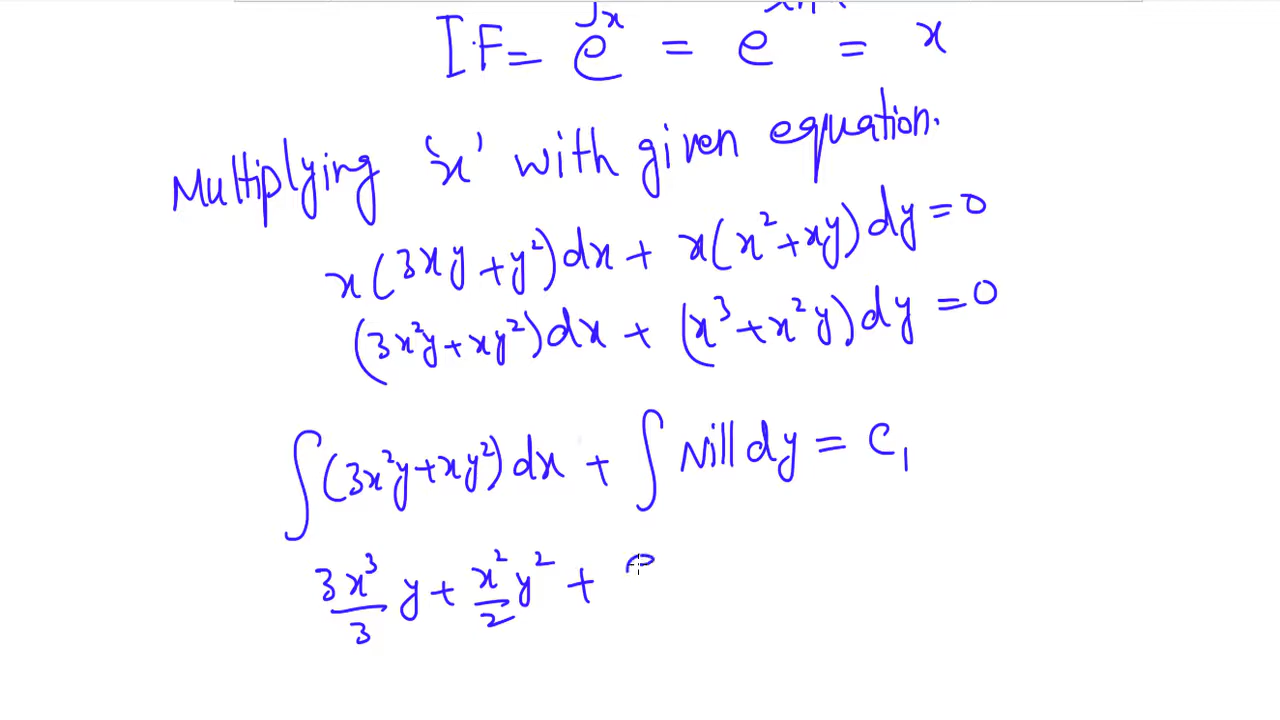 I.F = e^∫x = e = x
Multiplying 'x' with given equation.
x(3xy+y²)dx + x(x²+xy)dy=0
(3x²y+xy²)dx + (x³+x²y)dy=0
∫(3x²y+xy²)dx + ∫Nill dy = C₁
3x³/3 y + x²/2 y² +